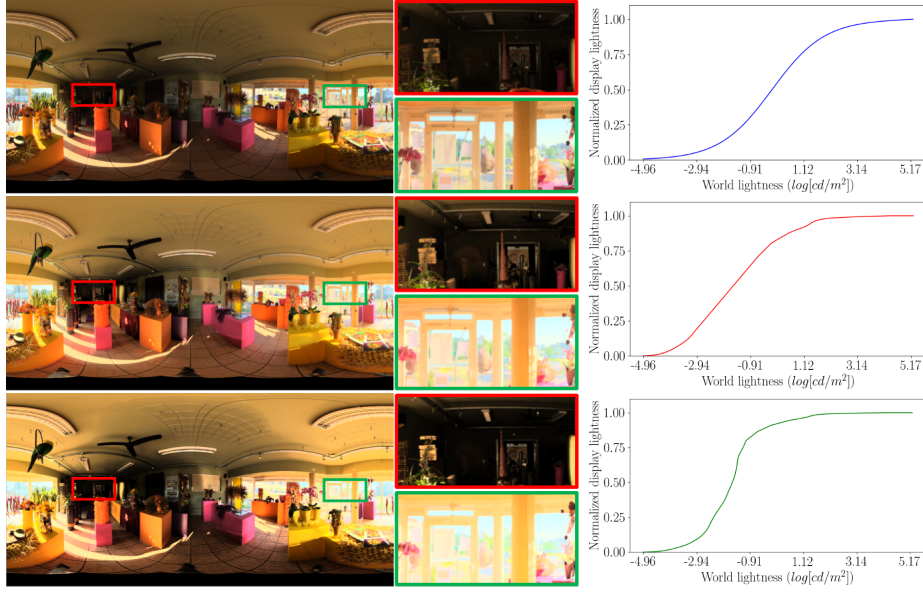 1.00
0.75
0.50
0.25
0.00
Normalized display lightness
-4.96 -2.94 -0.91 1.12 3.14 5.17
World lightness (log[cd/m²])
1.00
0.75
0.50
0.25
0.00
Normalized display lightness
-4.96 -2.94 -0.91 1.12 3.14 5.17
World lightness (log[cd/m²])
1.00
0.75
0.50
0.25
0.00
Normalized display lightness
-4.96 -2.94 -0.91 1.12 3.14 5.17
World lightness (log[cd/m²])